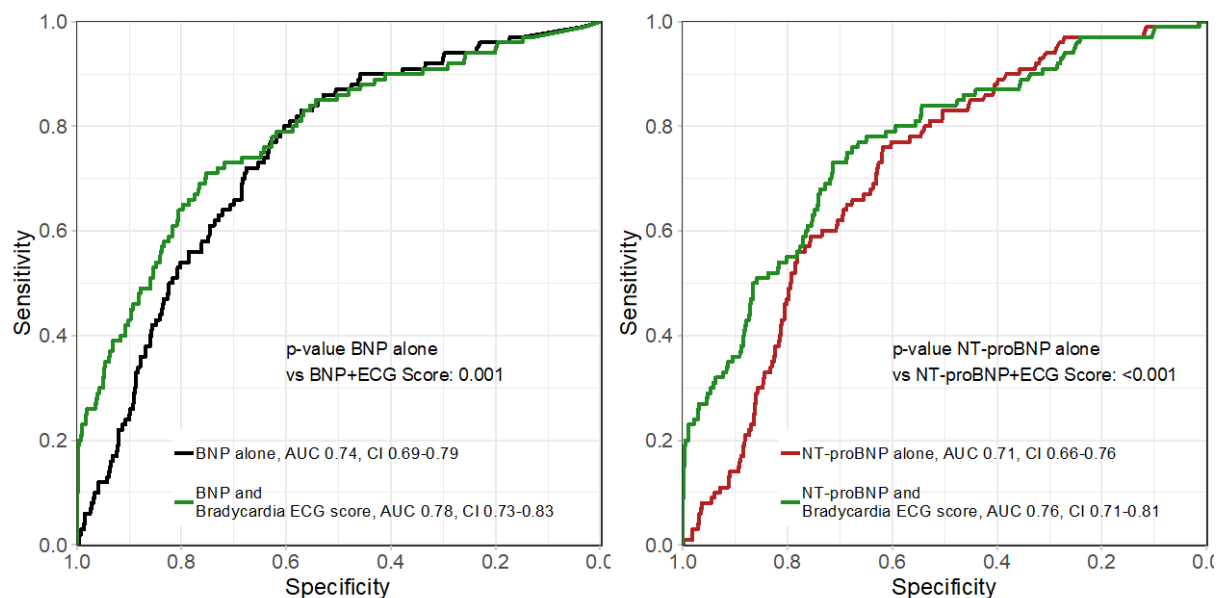 1.0
0.8
0.6
0.4
0.2
0.0
Sensitivity
p-value BNP alone
vs BNP+ECG Score: 0.001
BNP alone, AUC 0.74, CI 0.69-0.79
BNP and
Bradycardia ECG score, AUC 0.78, CI 0.73-0.83
1.0 0.8 0.6 0.4 0.2 0.0
Specificity
1.0
0.8
0.6
0.4
0.2
0.0
Sensitivity
p-value NT-proBNP alone
vs NT-proBNP+ECG Score: <0.001
NT-proBNP alone, AUC 0.71, CI 0.66-0.76
NT-proBNP and
Bradycardia ECG score, AUC 0.76, CI 0.71-0.81
1.0 0.8 0.6 0.4 0.2 0.0
Specificity